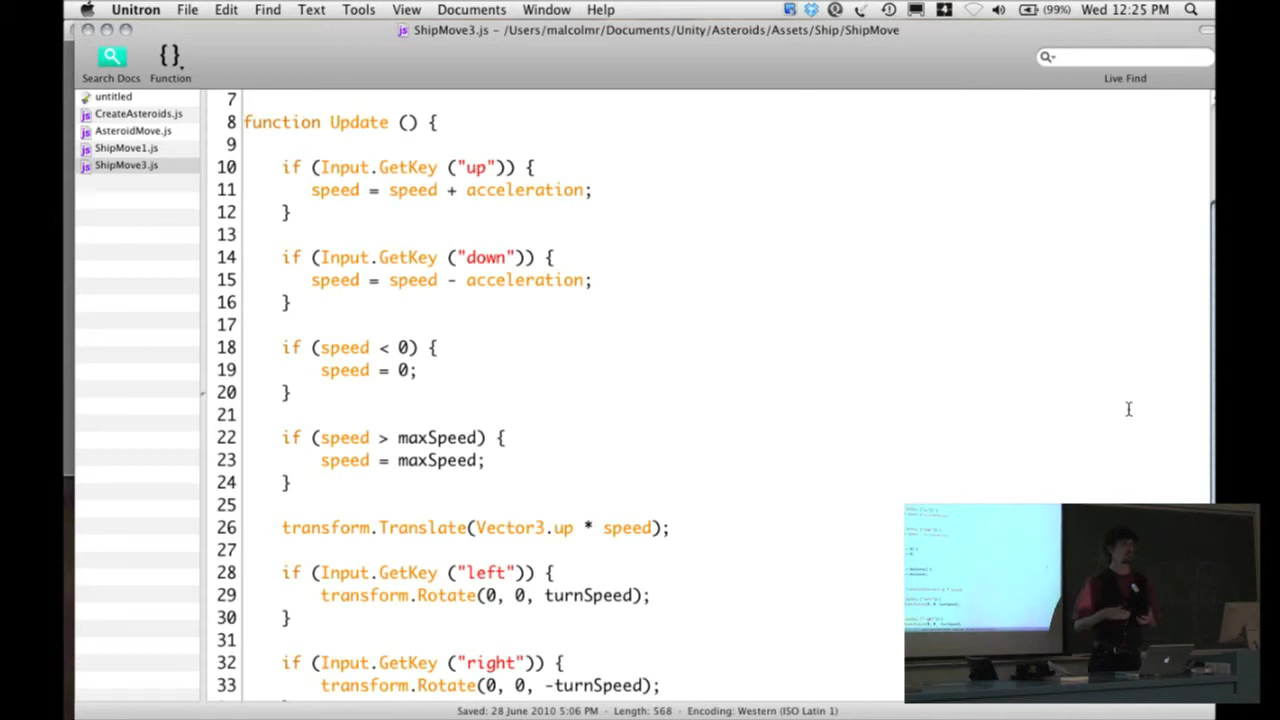 Unitron File Edit Find Text Tools View Documents Window Help (99%) Wed 12:25 PM
ShipMove3.js – /Users/malcolmr/Documents/Unity/Asteroids/Assets/Ship/ShipMove
Search Docs Function Live Find
untitled
CreateAsteroids.js
AsteroidMove.js
ShipMove1.js
ShipMove3.js
7
8 function Update () {
9
10 if (Input.GetKey ("up")) {
11 speed = speed + acceleration;
12 }
13
14 if (Input.GetKey ("down")) {
15 speed = speed - acceleration;
16 }
17
18 if (speed < 0) {
19 speed = 0;
20 }
21
22 if (speed > maxSpeed) {
23 speed = maxSpeed;
24 }
25
26 transform.Translate(Vector3.up * speed);
27
28 if (Input.GetKey ("left")) {
29 transform.Rotate(0, 0, turnSpeed);
30 }
31
32 if (Input.GetKey ("right")) {
33 transform.Rotate(0, 0, -turnSpeed);
Saved: 28 June 2010 5:06 PM Length: 568 Encoding: Western (ISO Latin 1)